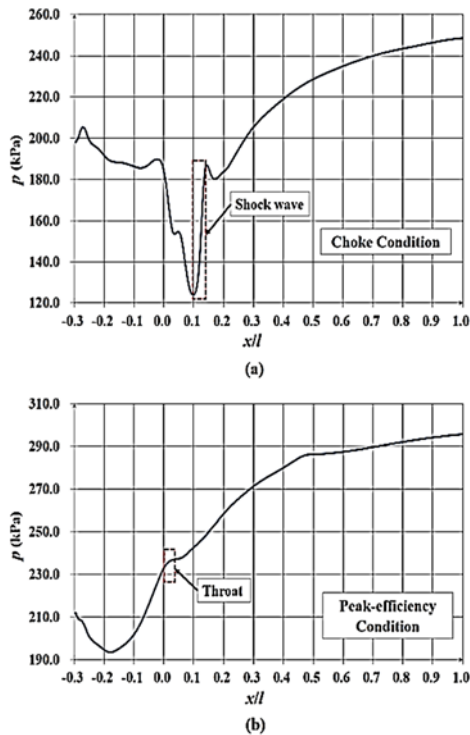 260.0
240.0
220.0
200.0
180.0
160.0
140.0
120.0
p (kPa)
Shock wave
Choke Condition
-0.3 -0.2 -0.1 0.0 0.1 0.2 0.3 0.4 0.5 0.6 0.7 0.8 0.9 1.0
x/l
(a)
310.0
290.0
270.0
250.0
230.0
210.0
190.0
p (kPa)
Throat
Peak-efficiency
Condition
-0.3 -0.2 -0.1 0.0 0.1 0.2 0.3 0.4 0.5 0.6 0.7 0.8 0.9 1.0
x/l
(b)